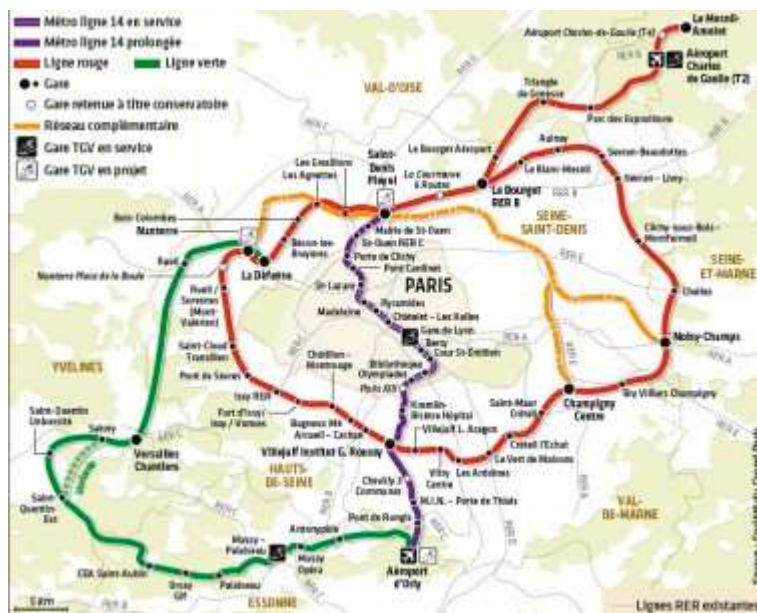 Métro ligne 14 en service
Métro ligne 14 prolongée
Ligne rouge
Ligne verte
Gare
Gare retenue à titre conservatoire
Réseau complémentaire
Gare TGV en service
Gare TGV en projet
VAL-D'OISE
Le Mesnil-
Amelot
Aéroport Charles-de-Gaulle (T4)
Aéroport
Charles
de Gaulle (T2)
Triangle
de Gonesse
Parc des Expositions
Le Bourget Aéroport
La Courneuve
6 Routes
Le Bourget
RER B
Aulnay
Le Blanc-Mesnil
Sevran-Beaudottes
Sevran - Livry
SEINE-
SAINT-DENIS
Clichy-sous-Bois -
Montfermeil
SEINE-
ET-MARNE
Chelles
Noisy-Champs
Saint-
Denis
Pleyel
Les Grésillons
Les Agnettes
Bois-Colombes
Nanterre
Bécon-les-
Bruyères
La Défense
Nanterre Place de la Boule
Rueil
Rueil /
Suresnes
(Mont-
Valérien)
Mairie de St-Ouen
St-Ouen RER C
Porte de Clichy
Pont Cardinet
St-Lazare
PARIS
Madeleine
Pyramides
Châtelet - Les Halles
Gare de Lyon
Bercy
Cour St-Emilion
Bibliothèque
Olympiades
Paris XIII
Kremlin-
Bicêtre Hôpital
Villejuif L. Aragon
YVELINES
Saint-Cloud
Transilien
Pont de Sèvres
Issy RER
Fort d'Issy/
Issy / Vanves
Châtillon -
Montrouge
Bagneux M4
Arcueil - Cachan
Villejuif Institut G. Roussy
Saint-Maur
Créteil
Champigny
Centre
Bry Villiers Champigny
Créteil l'Echat
Le Vert de Maisons
Les Ardoines
Vitry
Centre
Saint-Quentin
Université
Satory
Versailles
Chantiers
Saint-
Quentin-
Est
HAUTS-
DE-SEINE
Chevilly 3
Communes
M.I.N. - Porte de Thiais
Pont de Rungis
VAL-
DE-MARNE
Antonypôle
Massy -
Palaiseau
Massy
Opéra
Aéroport
d'Orly
CEA Saint-Aubin
Orsay
Gif
Palaiseau
ESSONNE
5 km
Lignes RER existantes